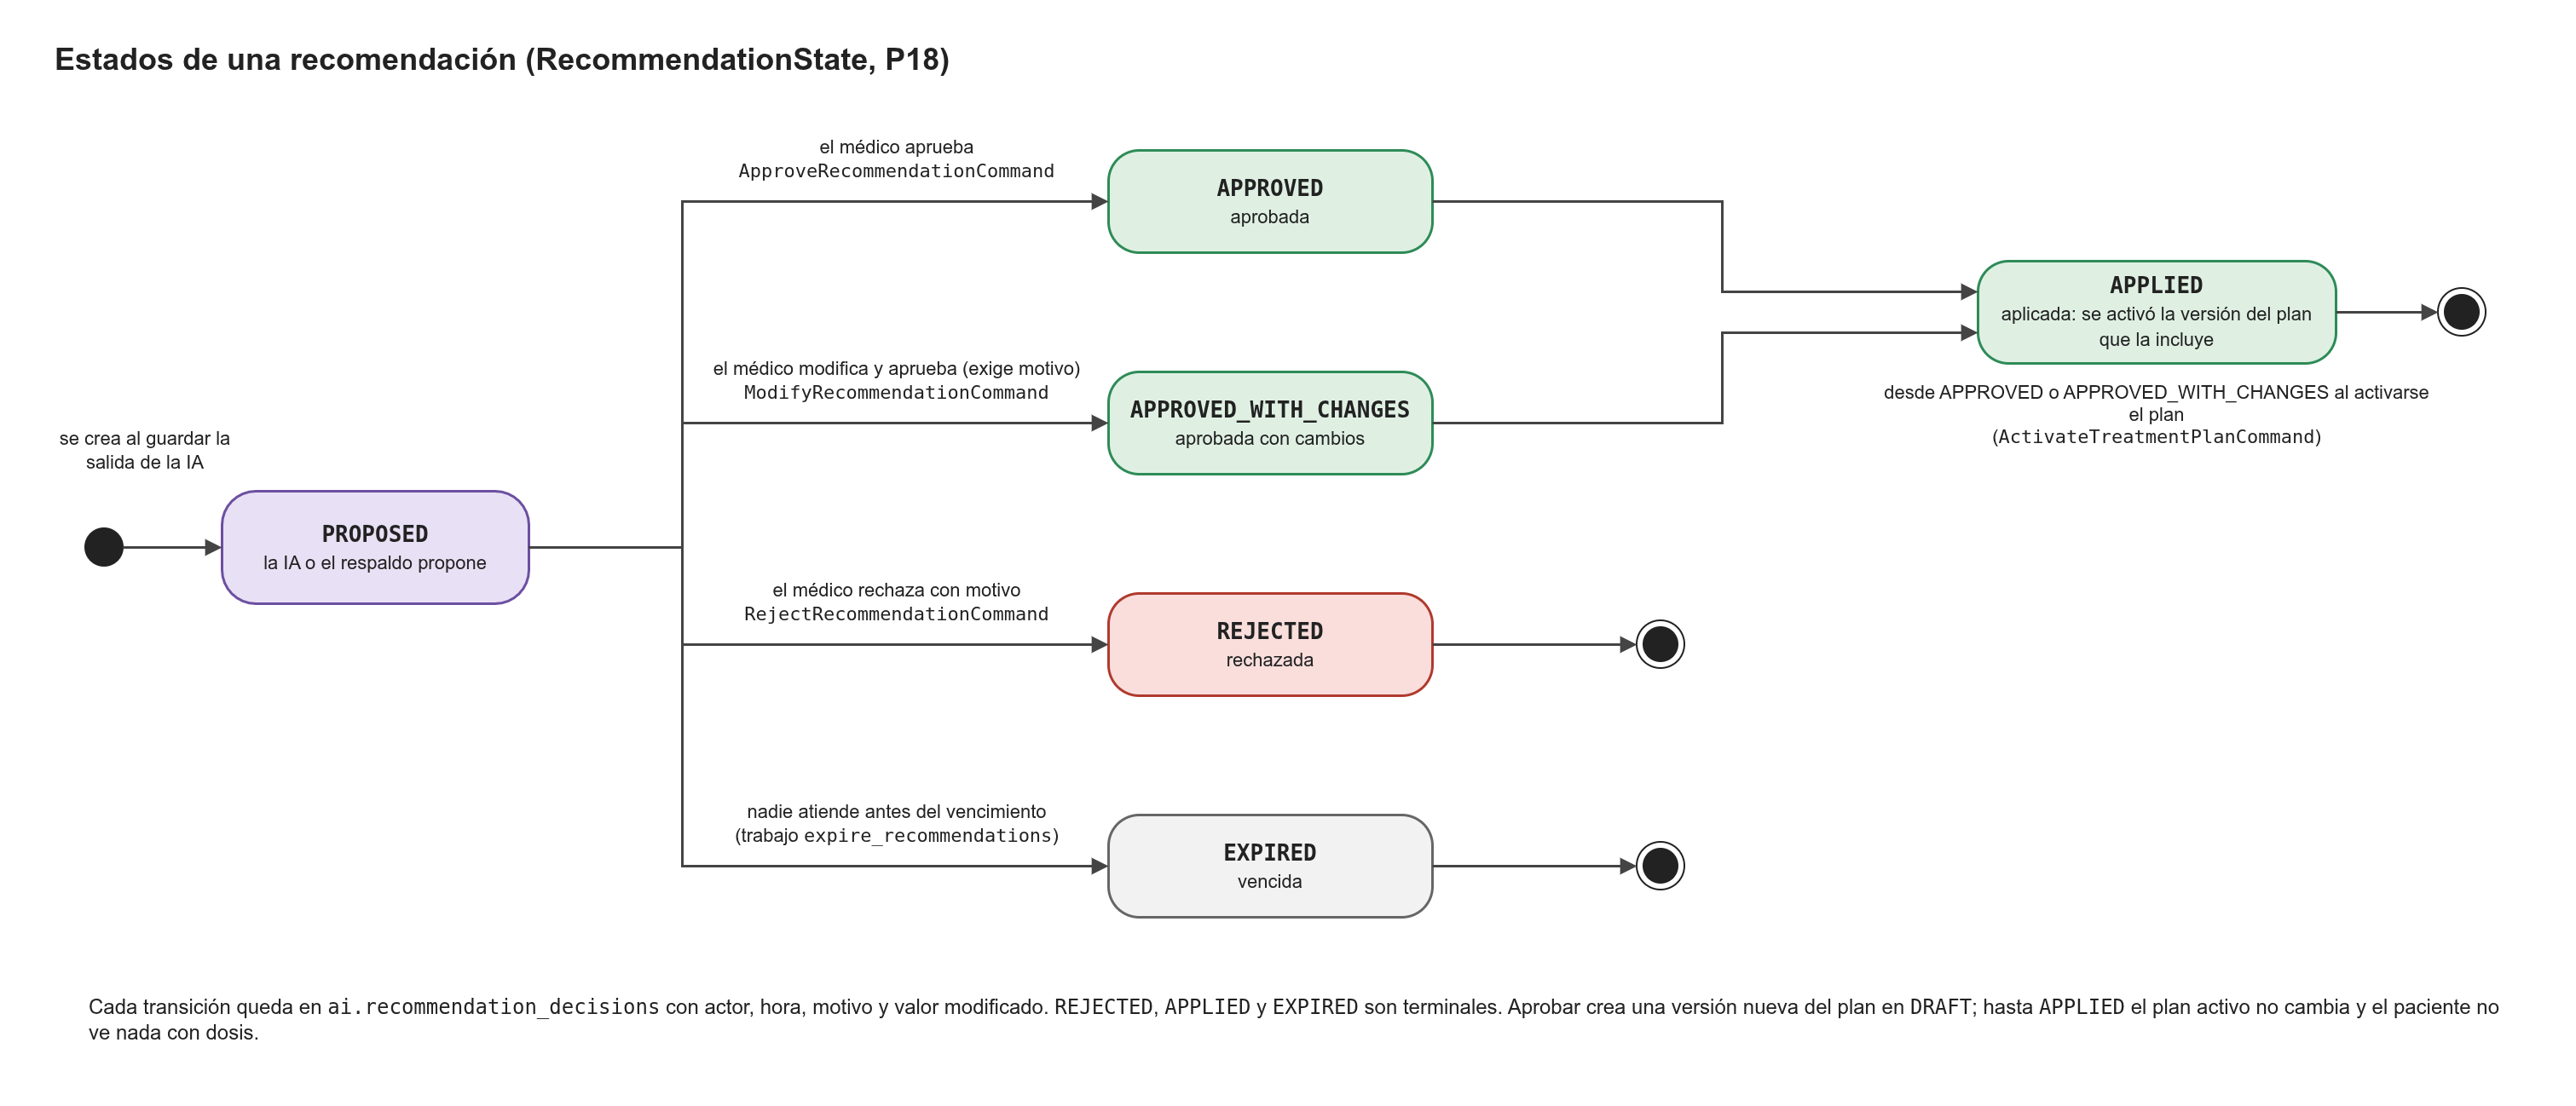 Estados de una recomendación (RecommendationState, P18)
el médico aprueba
ApproveRecommendationCommand
APPROVED
aprobada
APPLIED
aplicada: se activó la versión del plan
que la incluye
el médico modifica y aprueba (exige motivo)
ModifyRecommendationCommand
APPROVED_WITH_CHANGES
aprobada con cambios
desde APPROVED o APPROVED_WITH_CHANGES al activarse
el plan
(ActivateTreatmentPlanCommand)
se crea al guardar la
salida de la IA
PROPOSED
la IA o el respaldo propone
el médico rechaza con motivo
RejectRecommendationCommand
REJECTED
rechazada
nadie atiende antes del vencimiento
(trabajo expire_recommendations)
EXPIRED
vencida
Cada transición queda en ai.recommendation_decisions con actor, hora, motivo y valor modificado. REJECTED, APPLIED y EXPIRED son terminales. Aprobar crea una versión nueva del plan en DRAFT; hasta APPLIED el plan activo no cambia y el paciente no
ve nada con dosis.